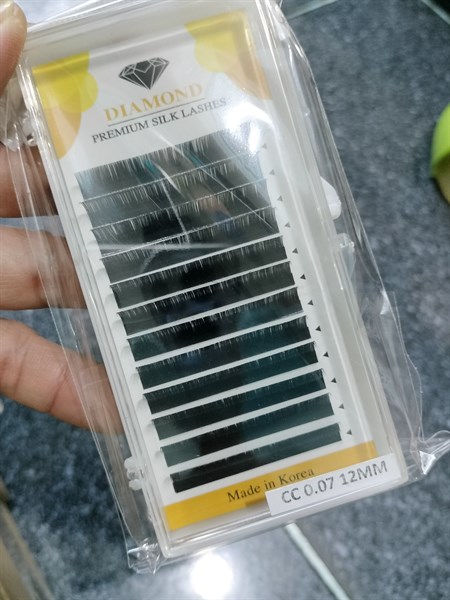 DIAMOND
PREMIUM SILK LASHES
Made in Korea
CC 0.07 12MM